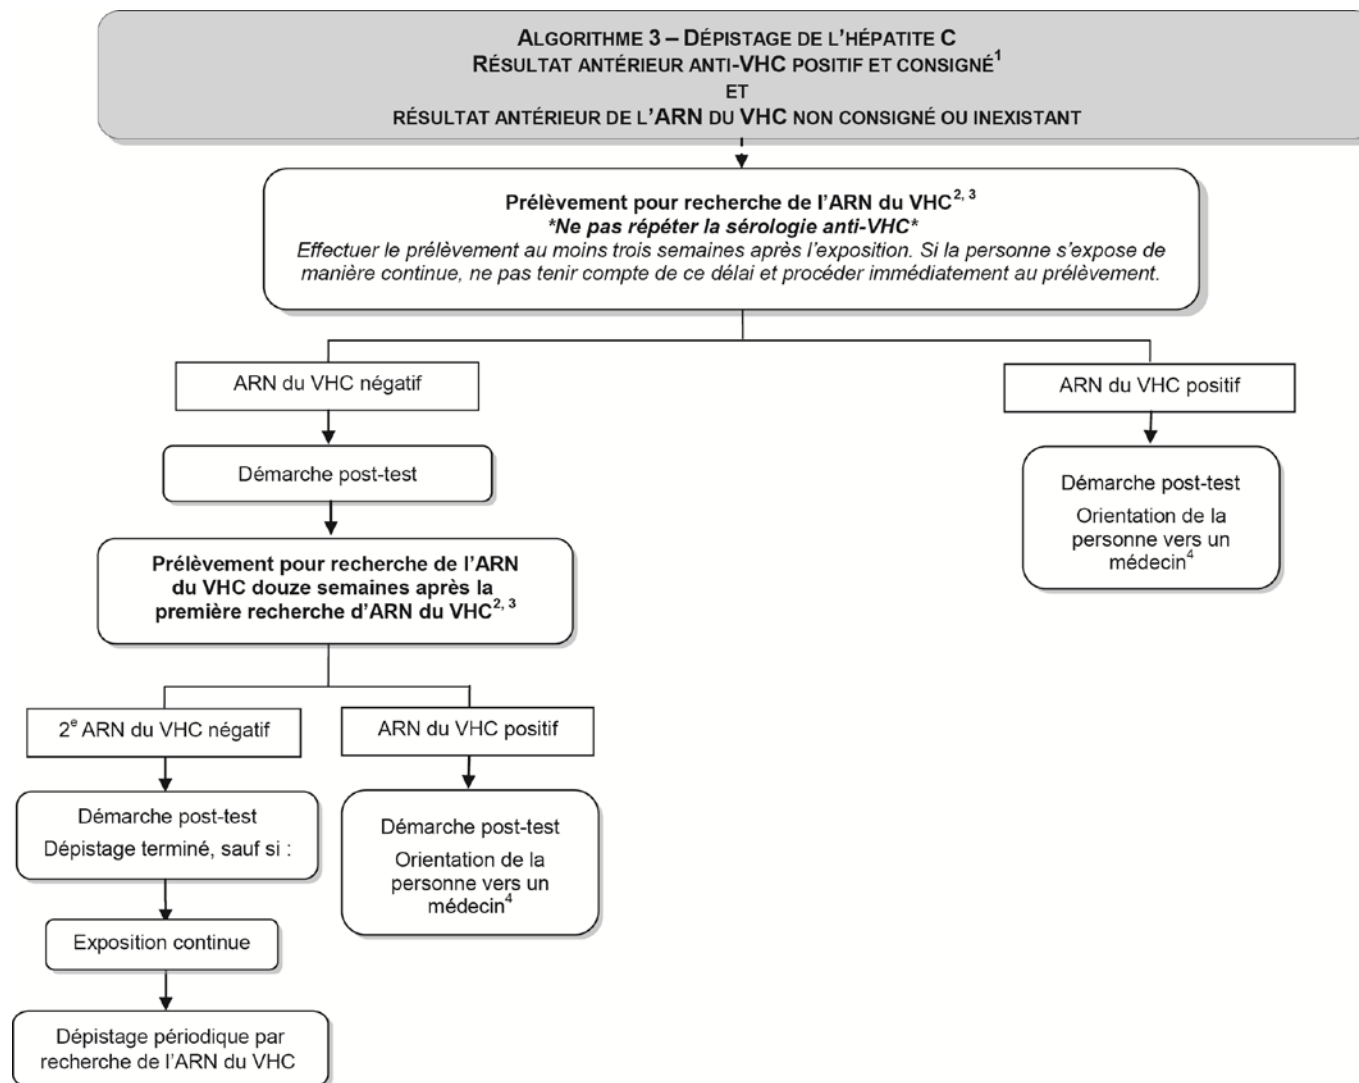 ALGORITHME 3 – DÉPISTAGE DE L'HÉPATITE C
RÉSULTAT ANTÉRIEUR ANTI-VHC POSITIF ET CONSIGNÉ1
ET
RÉSULTAT ANTÉRIEUR DE L'ARN DU VHC NON CONSIGNÉ OU INEXISTANT
Prélèvement pour recherche de l'ARN du VHC2, 3
*Ne pas répéter la sérologie anti-VHC*
Effectuer le prélèvement au moins trois semaines après l'exposition. Si la personne s'expose de
manière continue, ne pas tenir compte de ce délai et procéder immédiatement au prélèvement.
ARN du VHC négatif
ARN du VHC positif
Démarche post-test
Démarche post-test
Orientation de la
personne vers un
médecin4
Prélèvement pour recherche de l'ARN
du VHC douze semaines après la
première recherche d'ARN du VHC2, 3
2e ARN du VHC négatif
ARN du VHC positif
Démarche post-test
Dépistage terminé, sauf si :
Démarche post-test
Orientation de la
personne vers un
médecin4
Exposition continue
Dépistage périodique par
recherche de l'ARN du VHC